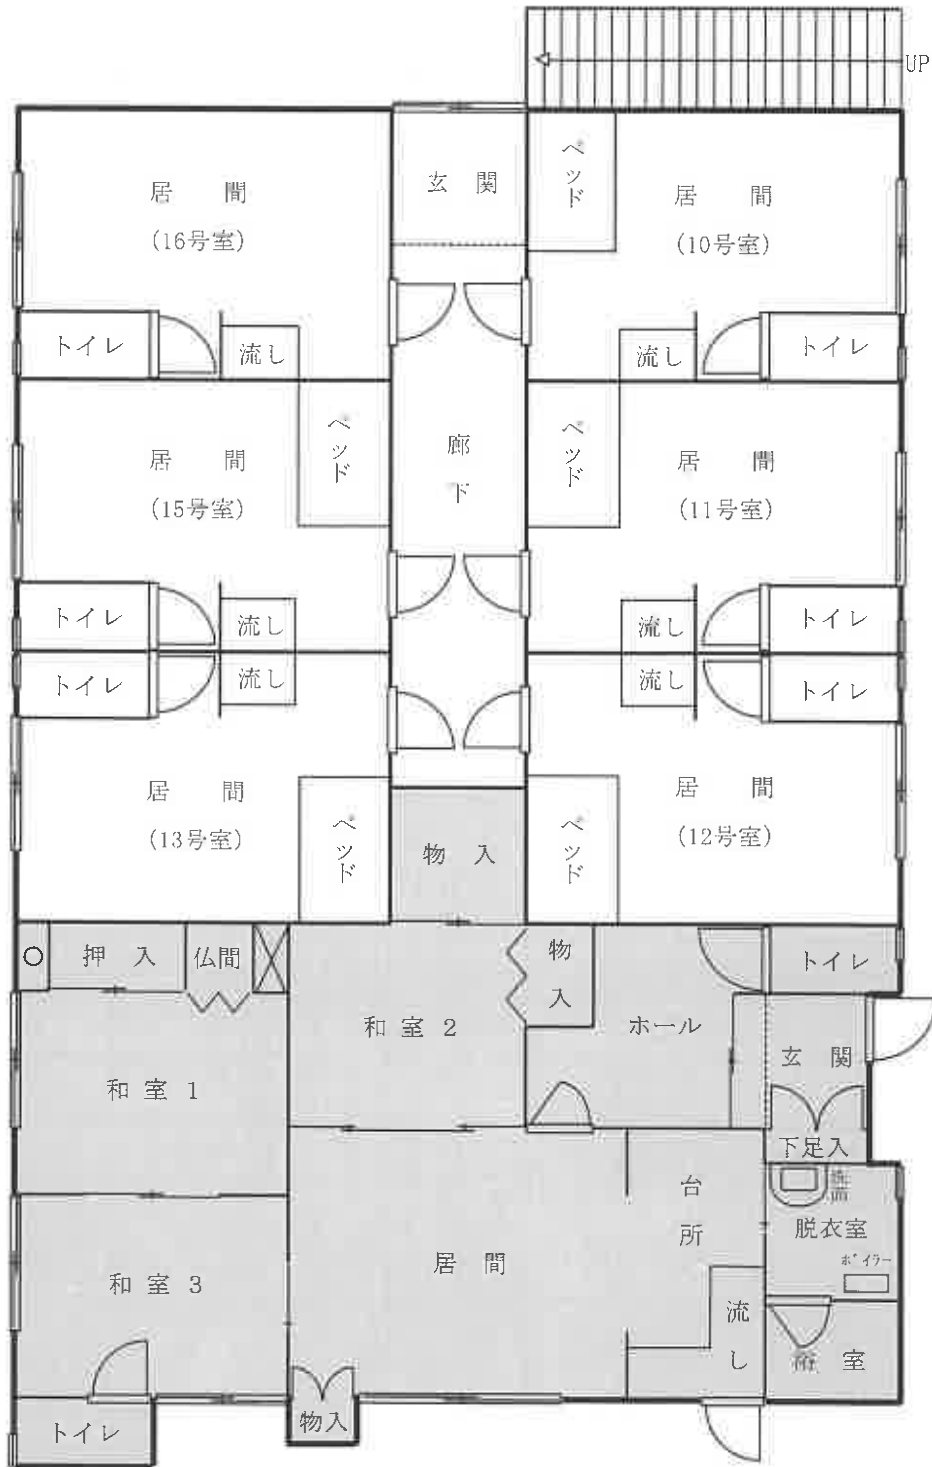 UP
居 間
(16号室)
玄 関
ベッド
居 間
(10号室)
トイレ
流し
流し
トイレ
居 間
(15号室)
ベッド
廊下
ベッド
居 間
(11号室)
トイレ
流し
流し
トイレ
トイレ
流し
流し
トイレ
居 間
(13号室)
ベッド
物 入
ベッド
居 間
(12号室)
押 入
仏間
和 室 2
物入
ホール
トイレ
和 室 1
玄 関
下足入
洗面
脱衣室
ボイラー
台所
居 間
和 室 3
流し
浴 室
物入
トイレ